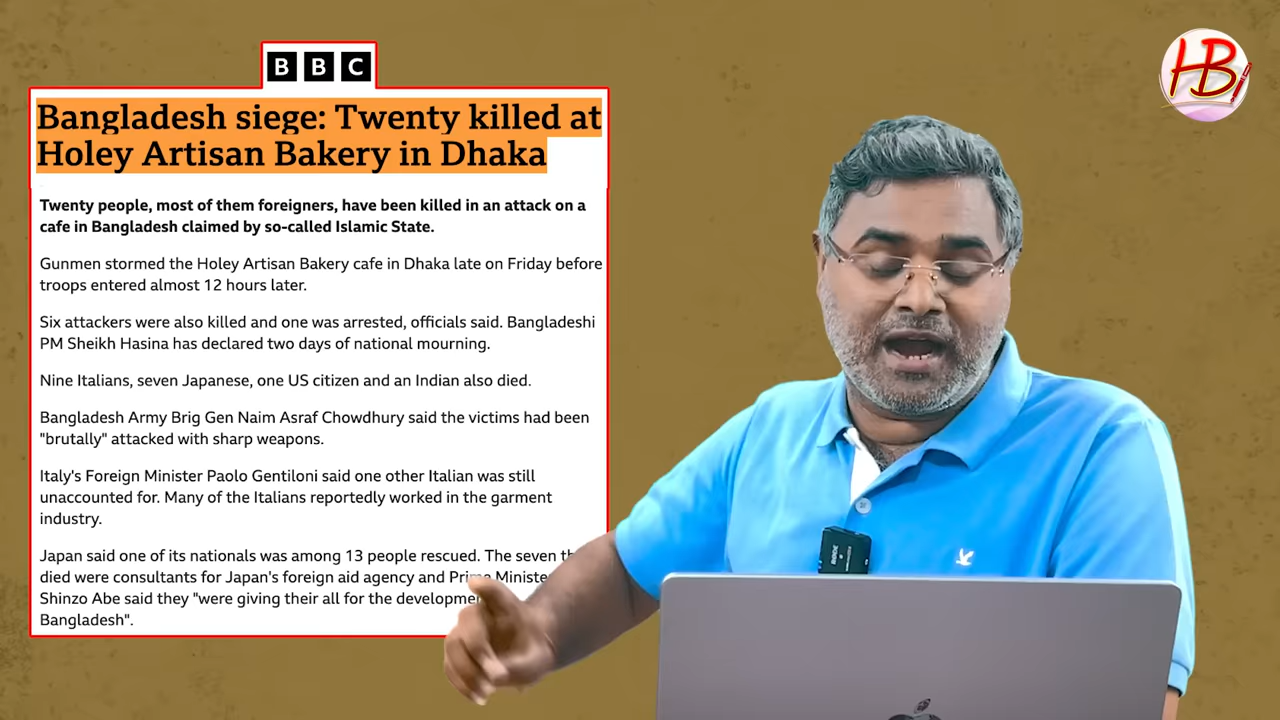 BBC
HBi
Bangladesh siege: Twenty killed at
Holey Artisan Bakery in Dhaka
Twenty people, most of them foreigners, have been killed in an attack on a
cafe in Bangladesh claimed by so-called Islamic State.
Gunmen stormed the Holey Artisan Bakery cafe in Dhaka late on Friday before
troops entered almost 12 hours later.
Six attackers were also killed and one was arrested, officials said. Bangladeshi
PM Sheikh Hasina has declared two days of national mourning.
Nine Italians, seven Japanese, one US citizen and an Indian also died.
Bangladesh Army Brig Gen Naim Asraf Chowdhury said the victims had been
"brutally" attacked with sharp weapons.
Italy's Foreign Minister Paolo Gentiloni said one other Italian was still
unaccounted for. Many of the Italians reportedly worked in the garment
industry.
Japan said one of its nationals was among 13 people rescued. The seven
died were consultants for Japan's foreign aid agency and Prime
Shinzo Abe said they "were giving their all for the
Bangladesh".